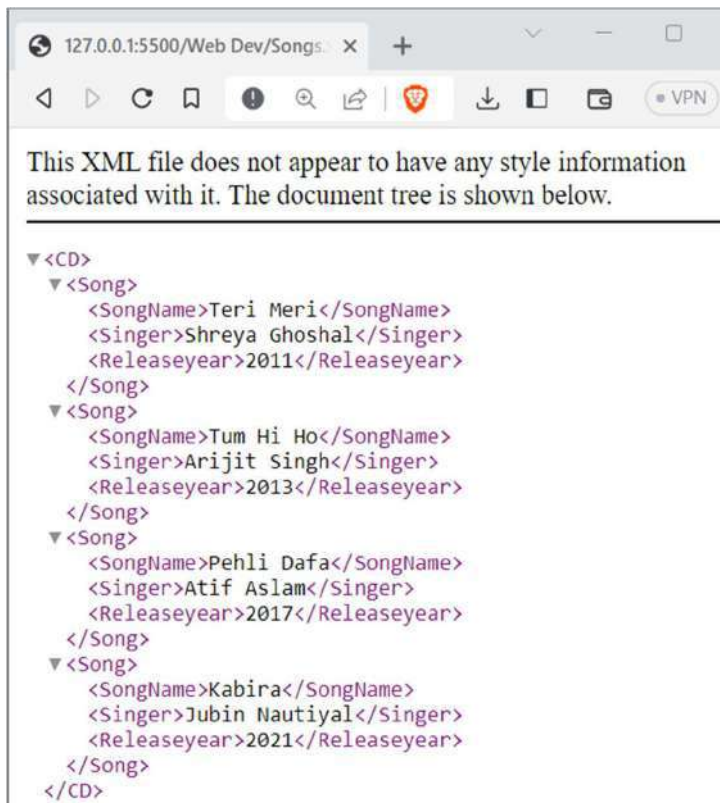 127.0.0.1:5500/Web Dev/Songs.
VPN
This XML file does not appear to have any style information
associated with it. The document tree is shown below.
<CD>
<Song>
<SongName>Teri Meri</SongName>
<Singer>Shreya Ghoshal</Singer>
<Releaseyear>2011</Releaseyear>
</Song>
<Song>
<SongName>Tum Hi Ho</SongName>
<Singer>Arijit Singh</Singer>
<Releaseyear>2013</Releaseyear>
</Song>
<Song>
<SongName>Pehli Dafa</SongName>
<Singer>Atif Aslam</Singer>
<Releaseyear>2017</Releaseyear>
</Song>
<Song>
<SongName>Kabira</SongName>
<Singer>Jubin Nautiyal</Singer>
<Releaseyear>2021</Releaseyear>
</Song>
</CD>